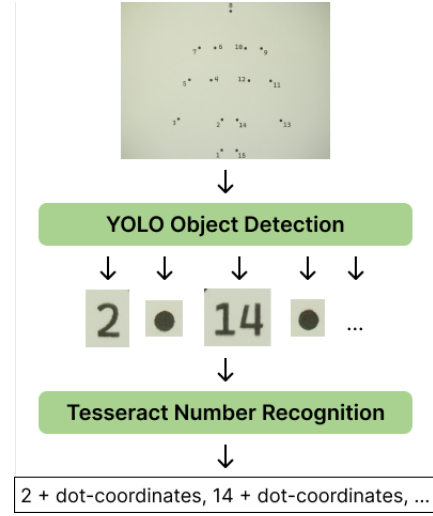 8
7 6 10 9
5 4 12 11
3 2 14 13
1 16
YOLO Object Detection
2 14 ...
Tesseract Number Recognition
2 + dot-coordinates, 14 + dot-coordinates, ...